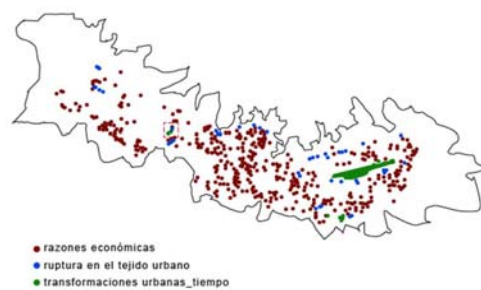 razones económicas
ruptura en el tejido urbano
transformaciones urbanas_tiempo